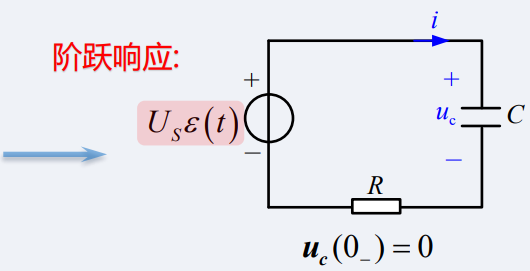 阶跃响应:
i
+
+
U_S ε(t)
u_c
C
−
−
R
u_c(0_−) = 0